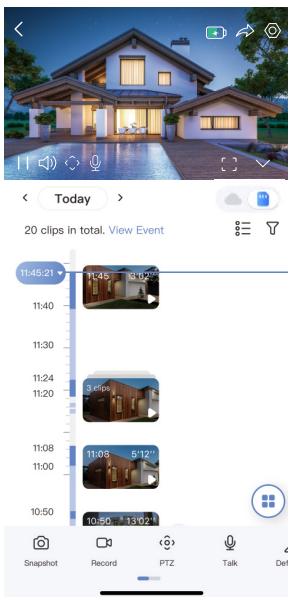 Today
20 clips in total. View Event
11:45:21
11:45 3'02''
11:40
11:30
11:24
3 clips
11:20
11:08
11:08 5'12''
11:00
10:50
10:50 13'02''
Snapshot
Record
PTZ
Talk
Def